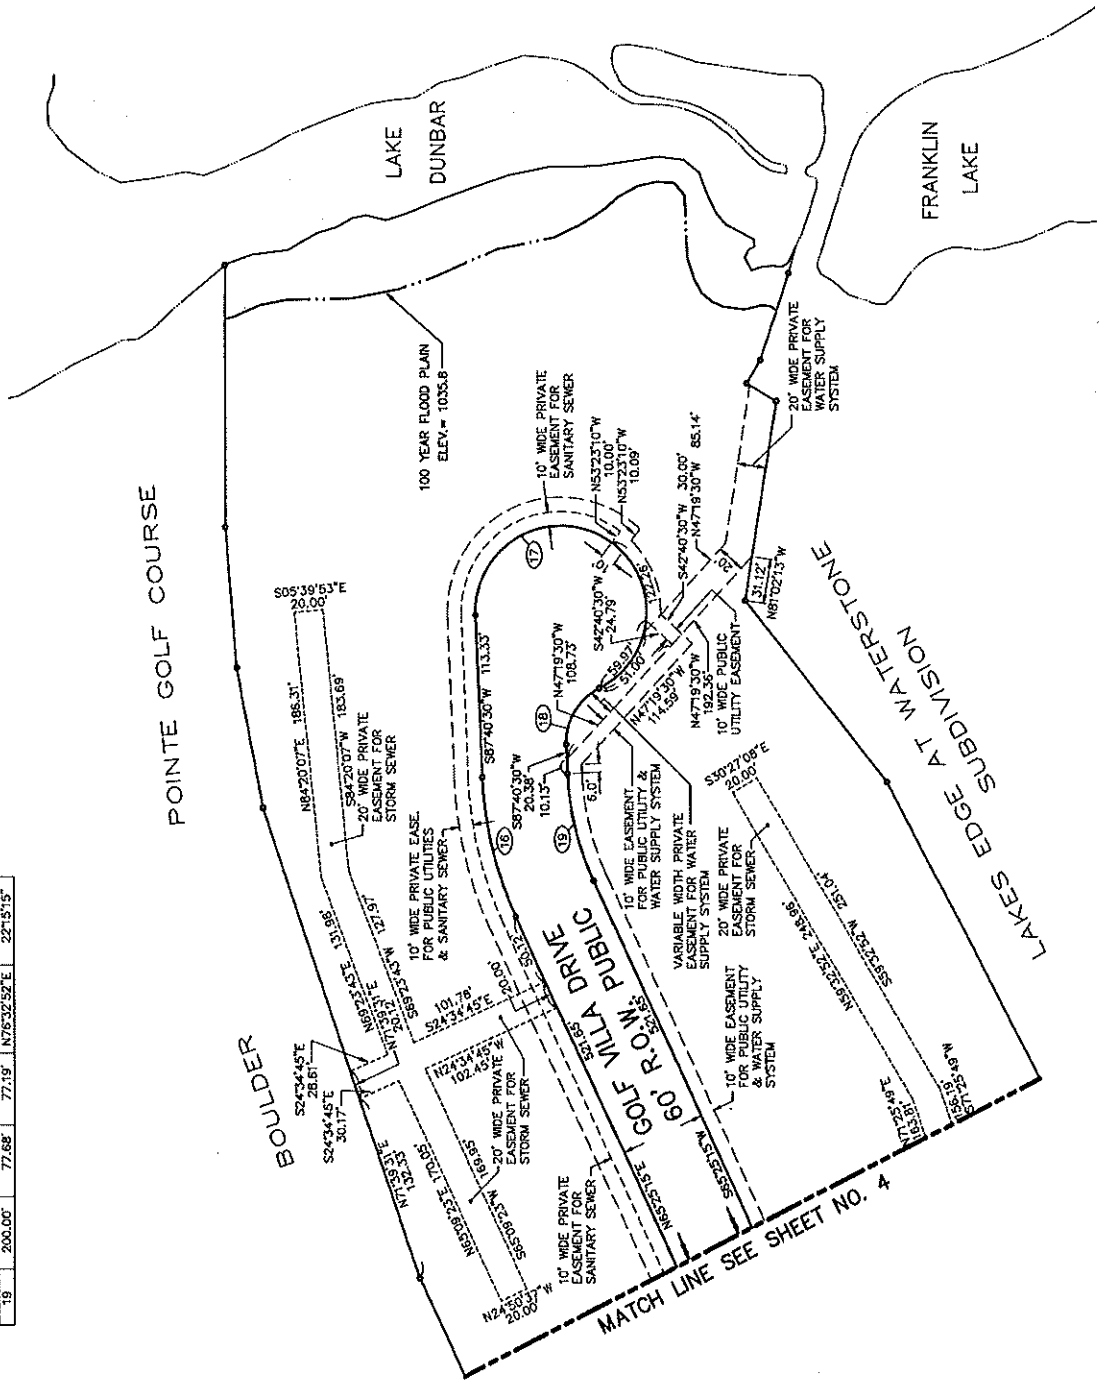 19 200.00' 77.68' 77.19' N76°32'52"E 22°15'15"
LAKE
DUNBAR
FRANKLIN
LAKE
POINTE GOLF COURSE
BOULDER
100 YEAR FLOOD PLAIN
ELEV.= 1035.8
S05°39'53"E
20.00'
N84°20'07"E 186.31'
S84°20'07"W 183.69'
20' WIDE PRIVATE
EASEMENT FOR
STORM SEWER
N69°23'43"E 131.98'
S69°23'43"W 127.97'
N71°39'31"E
20.12'
S24°34'45"E
28.61'
S24°34'45"E
30.17'
N71°39'31"E
132.33'
101.78'
S24°34'45"E
20.00'
N24°34'45"W
102.45'
N65°09'23"E 170.05'
S65°09'23"W 169.95'
N24°50'37"W
20.00'
20' WIDE PRIVATE
EASEMENT FOR
STORM SEWER
10' WIDE PRIVATE
EASEMENT FOR
SANITARY SEWER
10' WIDE PRIVATE EASE.
FOR PUBLIC UTILITIES
& SANITARY SEWER
10' WIDE PRIVATE
EASEMENT FOR
SANITARY SEWER
N53°23'10"W
10.00'
N53°23'10"W
10.09'
S87°40'30"W 113.33'
16
17
18
19
50.12'
521.65'
GOLF VILLA DRIVE
60' R.O.W. PUBLIC
521.65'
N65°25'15"E
S65°25'15"W
S87°40'30"W
20.38'
10.13'
6.0'
N47°19'30"W
108.73'
S42°40'30"W
24.79'
122.26'
59.97'
51.00'
S42°40'30"W 30.00'
N47°19'30"W 85.14'
20'
N47°19'30"W
114.59'
N47°19'30"W
192.36'
10' WIDE PUBLIC
UTILITY EASEMENT
31.12'
N81°02'13"W
20' WIDE PRIVATE
EASEMENT FOR
WATER SUPPLY
SYSTEM
10' WIDE EASEMENT
FOR PUBLIC UTILITY &
WATER SUPPLY SYSTEM
VARIABLE WIDTH PRIVATE
EASEMENT FOR WATER
SUPPLY SYSTEM
20' WIDE PRIVATE
EASEMENT FOR
STORM SEWER
10' WIDE EASEMENT
FOR PUBLIC UTILITY
& WATER SUPPLY
SYSTEM
S30°27'08"E
20.00'
N59°32'52"E 248.96'
S59°32'52"W 251.04'
N71°25'49"E
163.81'
156.19'
S71°25'49"W
LAKES EDGE AT WATERSTONE
SUBDIVISION
MATCH LINE SEE SHEET NO. 4